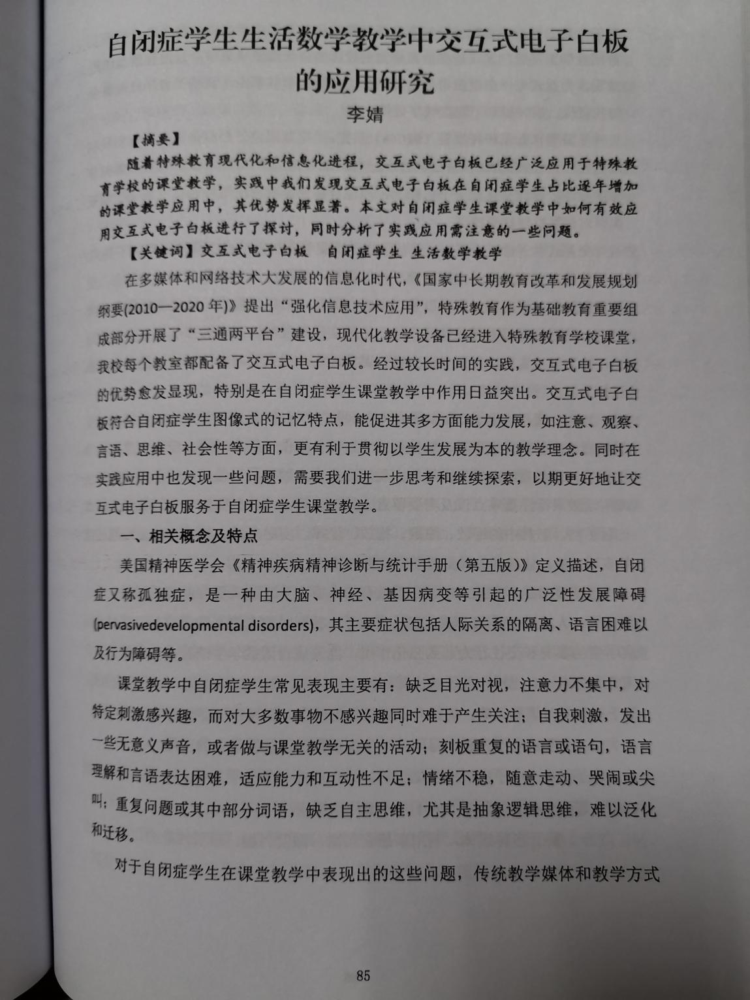 自闭症学生生活数学教学中交互式电子白板
的应用研究
李婧
【摘要】
随着特殊教育现代化和信息化进程，交互式电子白板已经广泛应用于特殊教
育学校的课堂教学，实践中我们发现交互式电子白板在自闭症学生占比逐年增加
的课堂教学应用中，其优势发挥显著。本文对自闭症学生课堂教学中如何有效应
用交互式电子白板进行了探讨，同时分析了实践应用需注意的一些问题。
【关键词】交互式电子白板 自闭症学生 生活数学教学
在多媒体和网络技术大发展的信息化时代，《国家中长期教育改革和发展规划
纲要(2010—2020 年)》提出“强化信息技术应用”，特殊教育作为基础教育重要组
成部分开展了“三通两平台”建设，现代化教学设备已经进入特殊教育学校课堂，
我校每个教室都配备了交互式电子白板。经过较长时间的实践，交互式电子白板
的优势愈发显现，特别是在自闭症学生课堂教学中作用日益突出。交互式电子白
板符合自闭症学生图像式的记忆特点，能促进其多方面能力发展，如注意、观察、
言语、思维、社会性等方面，更有利于贯彻以学生发展为本的教学理念。同时在
实践应用中也发现一些问题，需要我们进一步思考和继续探索，以期更好地让交
互式电子白板服务于自闭症学生课堂教学。
一、相关概念及特点
美国精神医学会《精神疾病精神诊断与统计手册（第五版）》定义描述，自闭
症又称孤独症，是一种由大脑、神经、基因病变等引起的广泛性发展障碍
(pervasivedevelopmental disorders)，其主要症状包括人际关系的隔离、语言困难以
及行为障碍等。
课堂教学中自闭症学生常见表现主要有：缺乏目光对视，注意力不集中，对
特定刺激感兴趣，而对大多数事物不感兴趣同时难于产生关注；自我刺激，发出
一些无意义声音，或者做与课堂教学无关的活动；刻板重复的语言或语句，语言
理解和言语表达困难，适应能力和互动性不足；情绪不稳，随意走动、哭闹或尖
叫；重复问题或其中部分词语，缺乏自主思维，尤其是抽象逻辑思维，难以泛化
和迁移。
对于自闭症学生在课堂教学中表现出的这些问题，传统教学媒体和教学方式
85